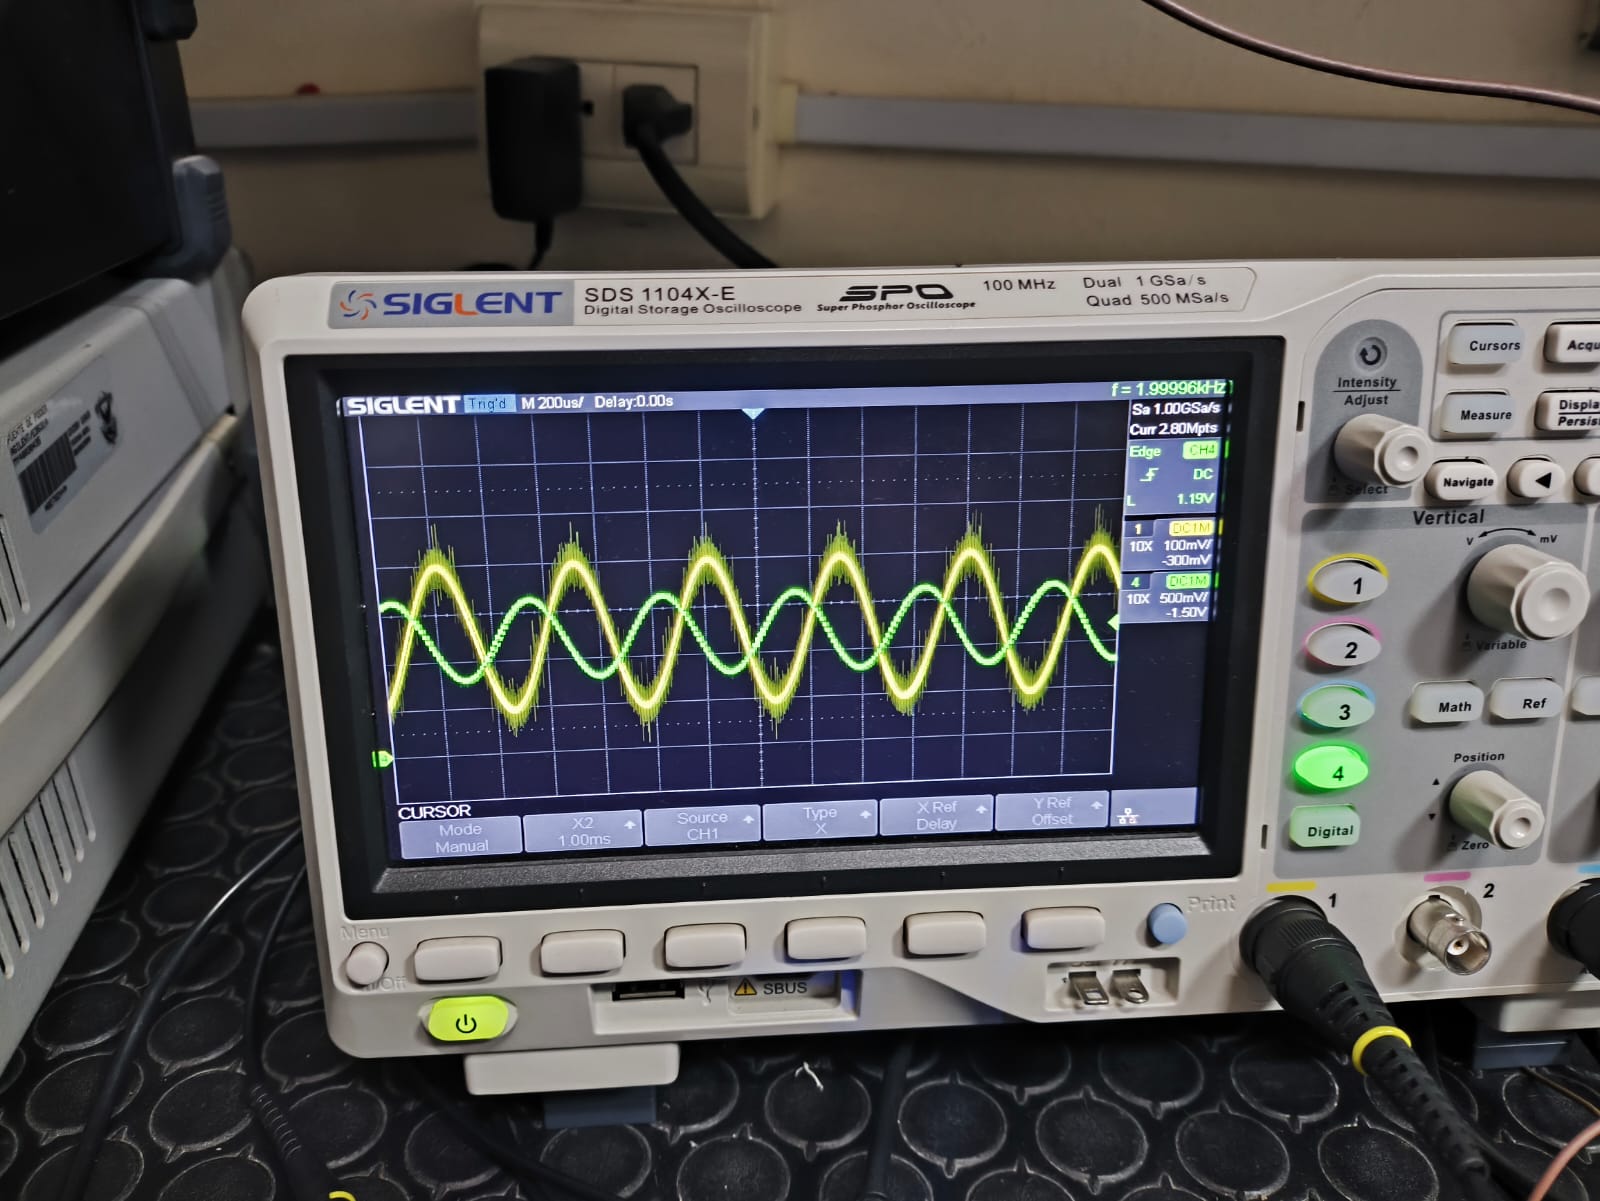 SIGLENT
SDS 1104X-E
Digital Storage Oscilloscope
SPO
Super Phosphor Oscilloscope
100 MHz
Dual 1 GSa/s
Quad 500 MSa/s
SIGLENT Trig'd M 200us/ Delay:0.00s
f = 1.99996kHz
Sa 1.00GSa/s
Curr 2.80Mpts
Edge CH4
DC
L 1.19V
1 DC1M
10X 100mV/
-300mV
4 DC1M
10X 500mV/
-1.50V
4
CURSOR
Mode
Manual
X2
1.00ms
Source
CH1
Type
X
X Ref
Delay
Y Ref
Offset
Intensity
Adjust
Select
Cursors
Measure
Persist
Navigate
Vertical
V mV
Variable
1
2
3
4
Digital
Math
Ref
Position
Zero
Menu
Print
SBUS
1
2